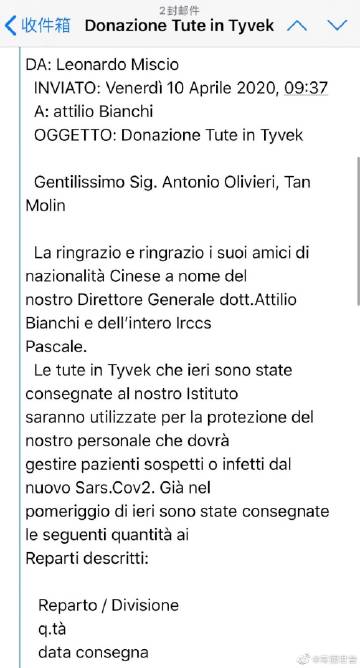 2封邮件
收件箱
Donazione Tute in Tyvek
DA: Leonardo Miscio
INVIATO: Venerdì 10 Aprile 2020, 09:37
A: attilio Bianchi
OGGETTO: Donazione Tute in Tyvek
Gentilissimo Sig. Antonio Olivieri, Tan
Molin
La ringrazio e ringrazio i suoi amici di
nazionalità Cinese a nome del
nostro Direttore Generale dott.Attilio
Bianchi e dell'intero Irccs
Pascale.
Le tute in Tyvek che ieri sono state
consegnate al nostro Istituto
saranno utilizzate per la protezione del
nostro personale che dovrà
gestire pazienti sospetti o infetti dal
nuovo Sars.Cov2. Già nel
pomeriggio di ieri sono state consegnate
le seguenti quantità ai
Reparti descritti:
Reparto / Divisione
q.tà
data consegna